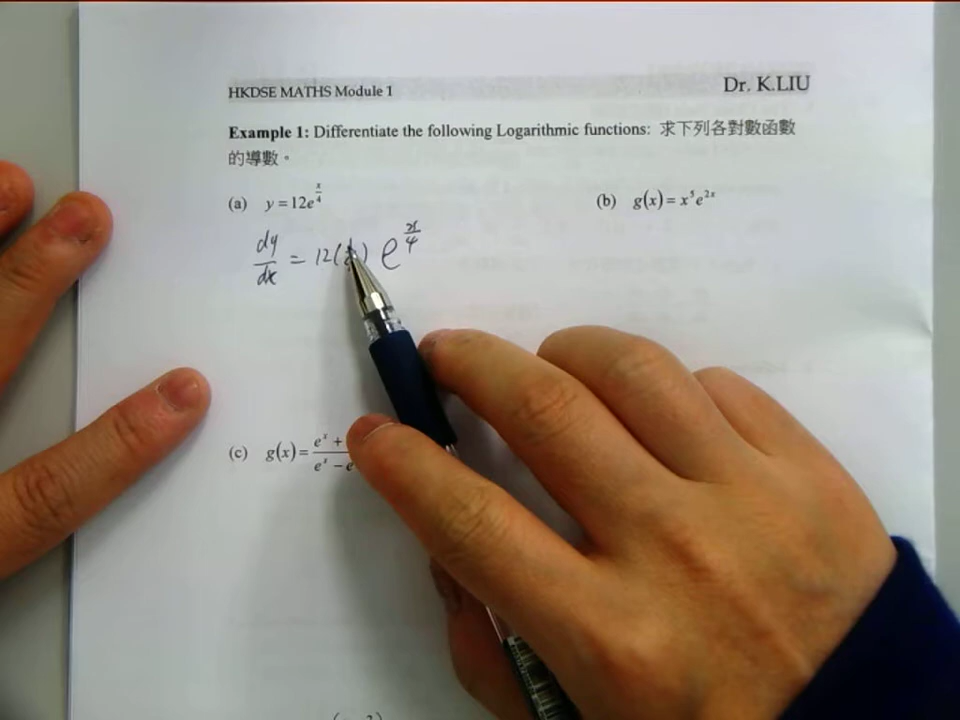 HKDSE MATHS Module 1
Dr. K.LIU
Example 1: Differentiate the following Logarithmic functions: 求下列各對數函數
的導數。
(a) y = 12e^{x/4}
(b) g(x) = x^5 e^{2x}
dy/dx = 12( ) e^{x/4}
(c) g(x) = e^x + / e^x − e